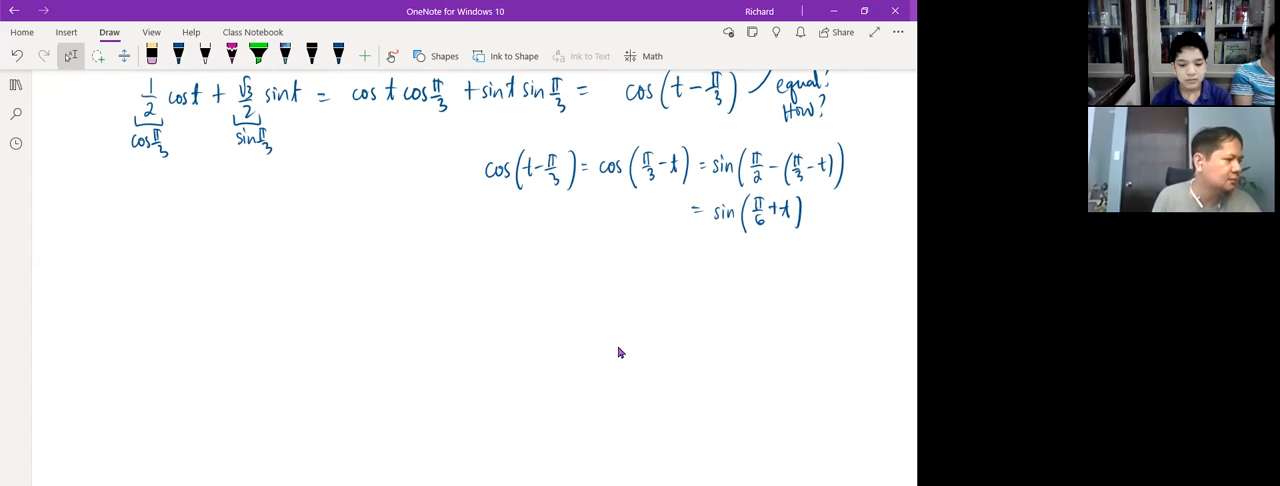 OneNote for Windows 10
Richard
Home Insert Draw View Help Class Notebook
Share
Shapes Ink to Shape Ink to Text Math
1/2 cos t + √3/2 sin t = cos t cos π/3 + sin t sin π/3 = cos(t − π/3) equal?
cos π/3 sin π/3 How?
cos(t − π/3) = cos(π/3 − t) = sin(π/2 − (π/3 − t))
= sin(π/6 + t)